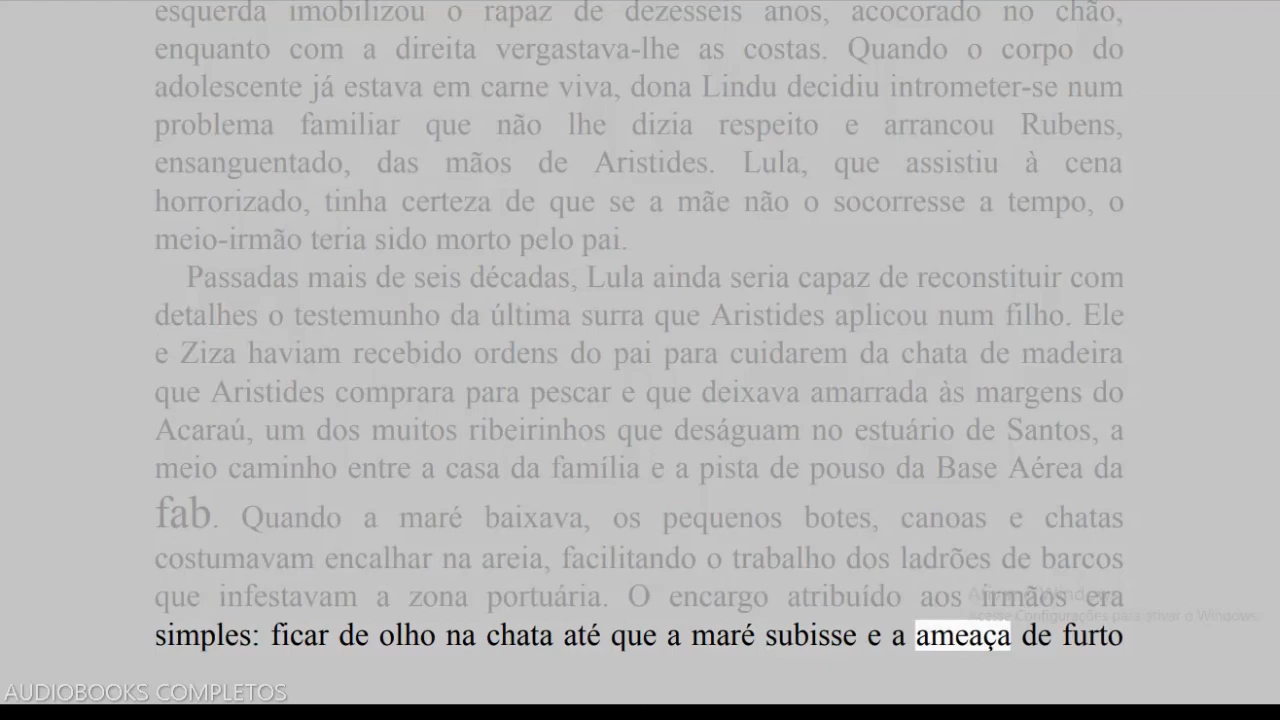 esquerda imobilizou o rapaz de dezesseis anos, acocorado no chão,
enquanto com a direita vergastava-lhe as costas. Quando o corpo do
adolescente já estava em carne viva, dona Lindu decidiu intrometer-se num
problema familiar que não lhe dizia respeito e arrancou Rubens,
ensanguentado, das mãos de Aristides. Lula, que assistiu à cena
horrorizado, tinha certeza de que se a mãe não o socorresse a tempo, o
meio-irmão teria sido morto pelo pai.
Passadas mais de seis décadas, Lula ainda seria capaz de reconstituir com
detalhes o testemunho da última surra que Aristides aplicou num filho. Ele
e Ziza haviam recebido ordens do pai para cuidarem da chata de madeira
que Aristides comprara para pescar e que deixava amarrada às margens do
Acaraú, um dos muitos ribeirinhos que deságuam no estuário de Santos, a
meio caminho entre a casa da família e a pista de pouso da Base Aérea da
fab. Quando a maré baixava, os pequenos botes, canoas e chatas
costumavam encalhar na areia, facilitando o trabalho dos ladrões de barcos
que infestavam a zona portuária. O encargo atribuído aos irmãos era
simples: ficar de olho na chata até que a maré subisse e a ameaça de furto
Acesse Configurações para ativar o Windows.
AUDIOBOOKS COMPLETOS